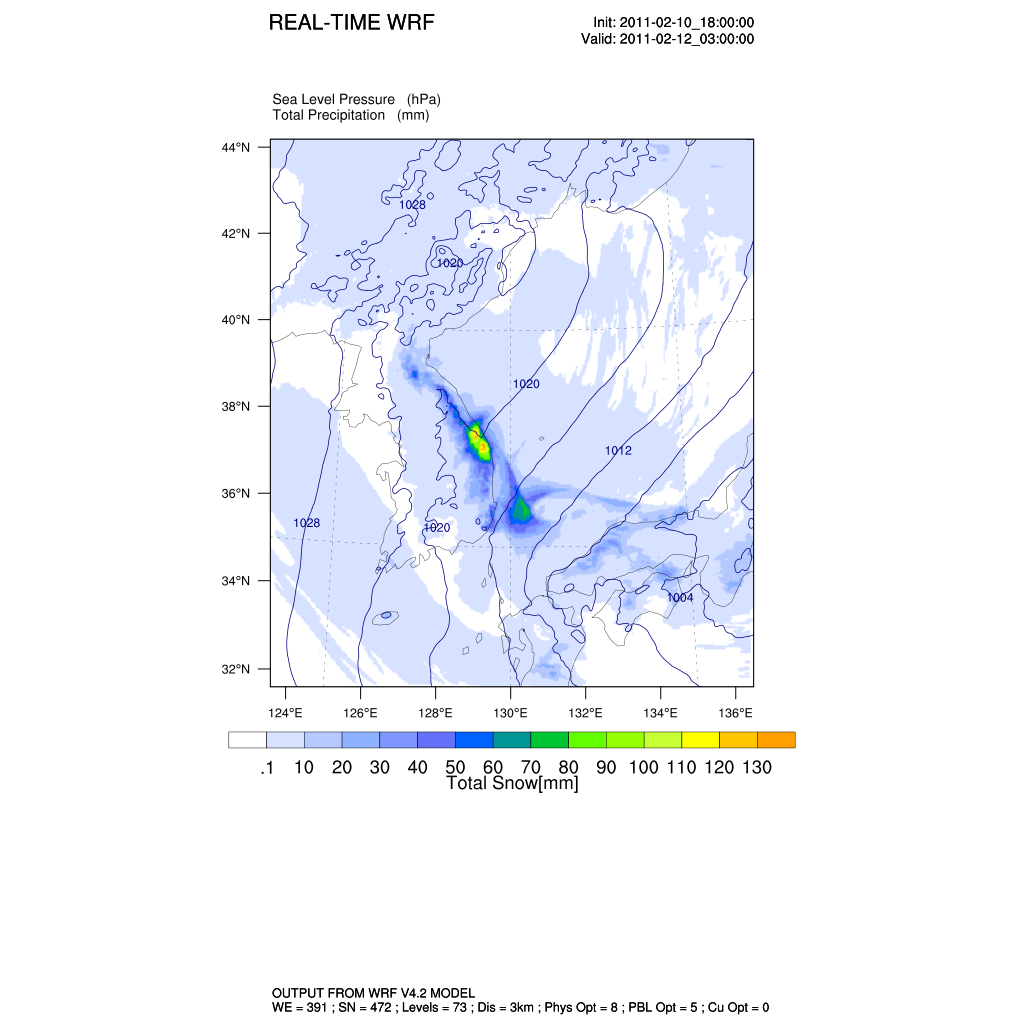 REAL-TIME WRF
Init: 2011-02-10_18:00:00
Valid: 2011-02-12_03:00:00
Sea Level Pressure (hPa)
Total Precipitation (mm)
44°N
42°N
40°N
38°N
36°N
34°N
32°N
1028
1020
1020
1012
1028
1020
1004
124°E 126°E 128°E 130°E 132°E 134°E 136°E
.1 10 20 30 40 50 60 70 80 90 100 110 120 130
Total Snow[mm]
OUTPUT FROM WRF V4.2 MODEL
WE = 391 ; SN = 472 ; Levels = 73 ; Dis = 3km ; Phys Opt = 8 ; PBL Opt = 5 ; Cu Opt = 0